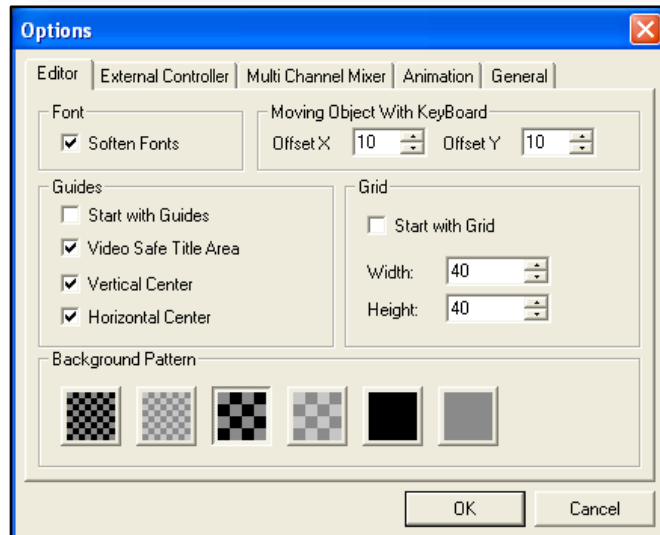 Options
Editor External Controller Multi Channel Mixer Animation General
Font
Soften Fonts
Moving Object With KeyBoard
Offset X 10 Offset Y 10
Guides
Start with Guides
Video Safe Title Area
Vertical Center
Horizontal Center
Grid
Start with Grid
Width: 40
Height: 40
Background Pattern
OK Cancel